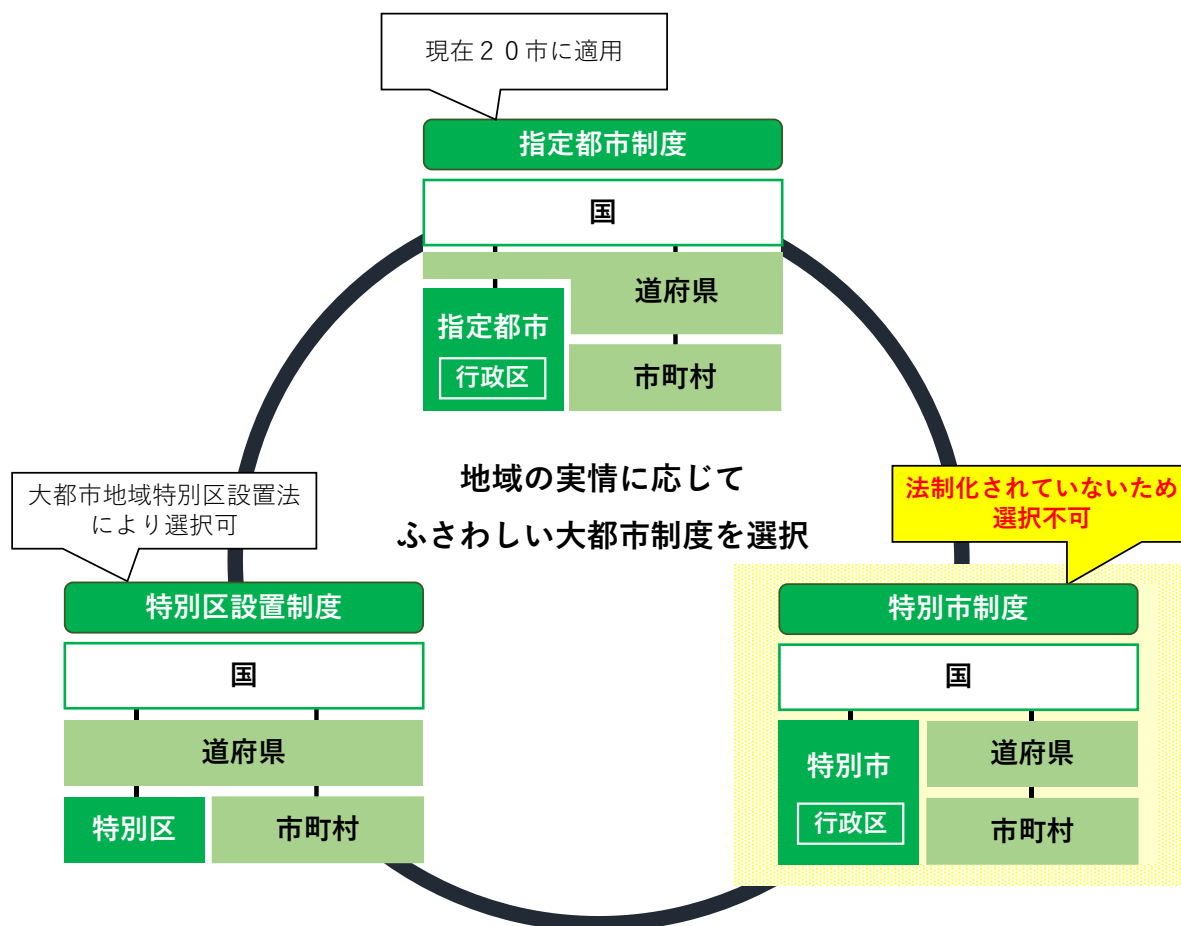 現在２０市に適用
指定都市制度
国
道府県
指定都市
行政区
市町村
地域の実情に応じて
ふさわしい大都市制度を選択
大都市地域特別区設置法
により選択可
特別区設置制度
国
道府県
特別区
市町村
法制化されていないため
選択不可
特別市制度
国
特別市
行政区
道府県
市町村